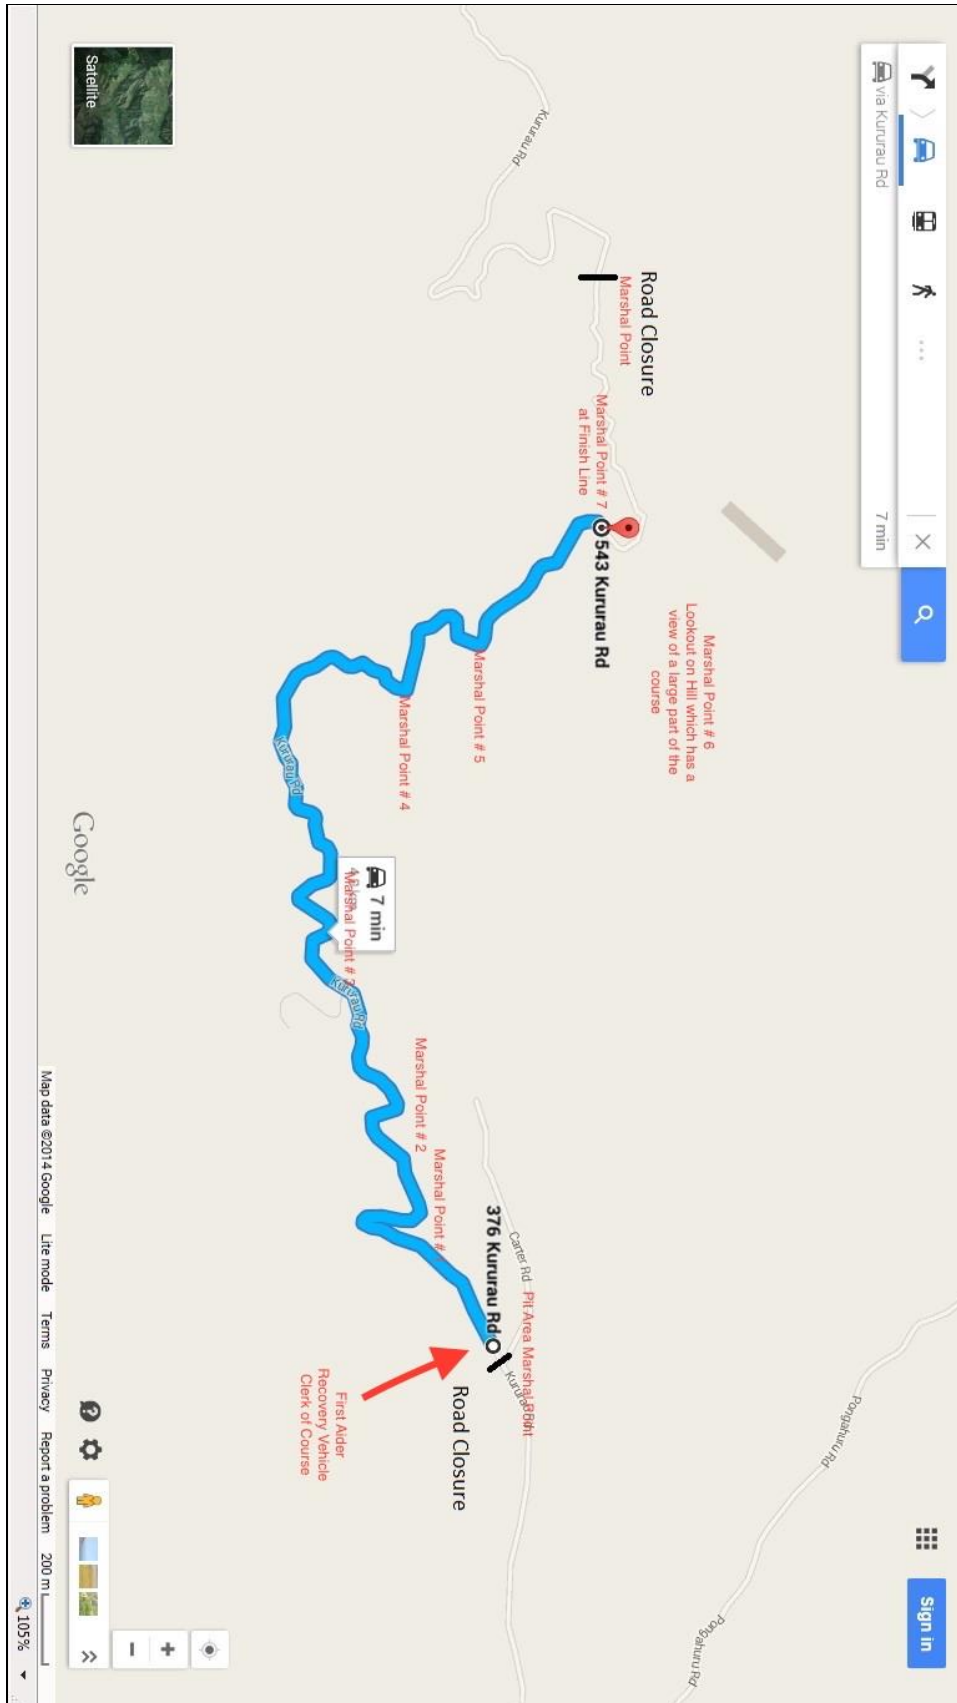 via Kururau Rd
7 min
Sign in
Kururau Rd
Road Closure
Marshal Point
Marshal Point # 7
at Finish Line
543 Kururau Rd
Marshal Point # 6
Lookout on Hill which has a
view of a large part of the
course
Marshal Point # 5
Marshal Point # 4
Kururau Rd
7 min
Marshal Point #
Kururau Rd
Marshal Point # 2
Marshal Point #
376 Kururau Rd
Carter Rd
Pit Area Marshal Point
Kururau Rd
Road Closure
First Aider
Recovery Vehicle
Clerk of Course
Pongahuru Rd
Pongahuru Rd
Satellite
Google
Map data ©2014 Google Lite mode Terms Privacy Report a problem 200 m
105%